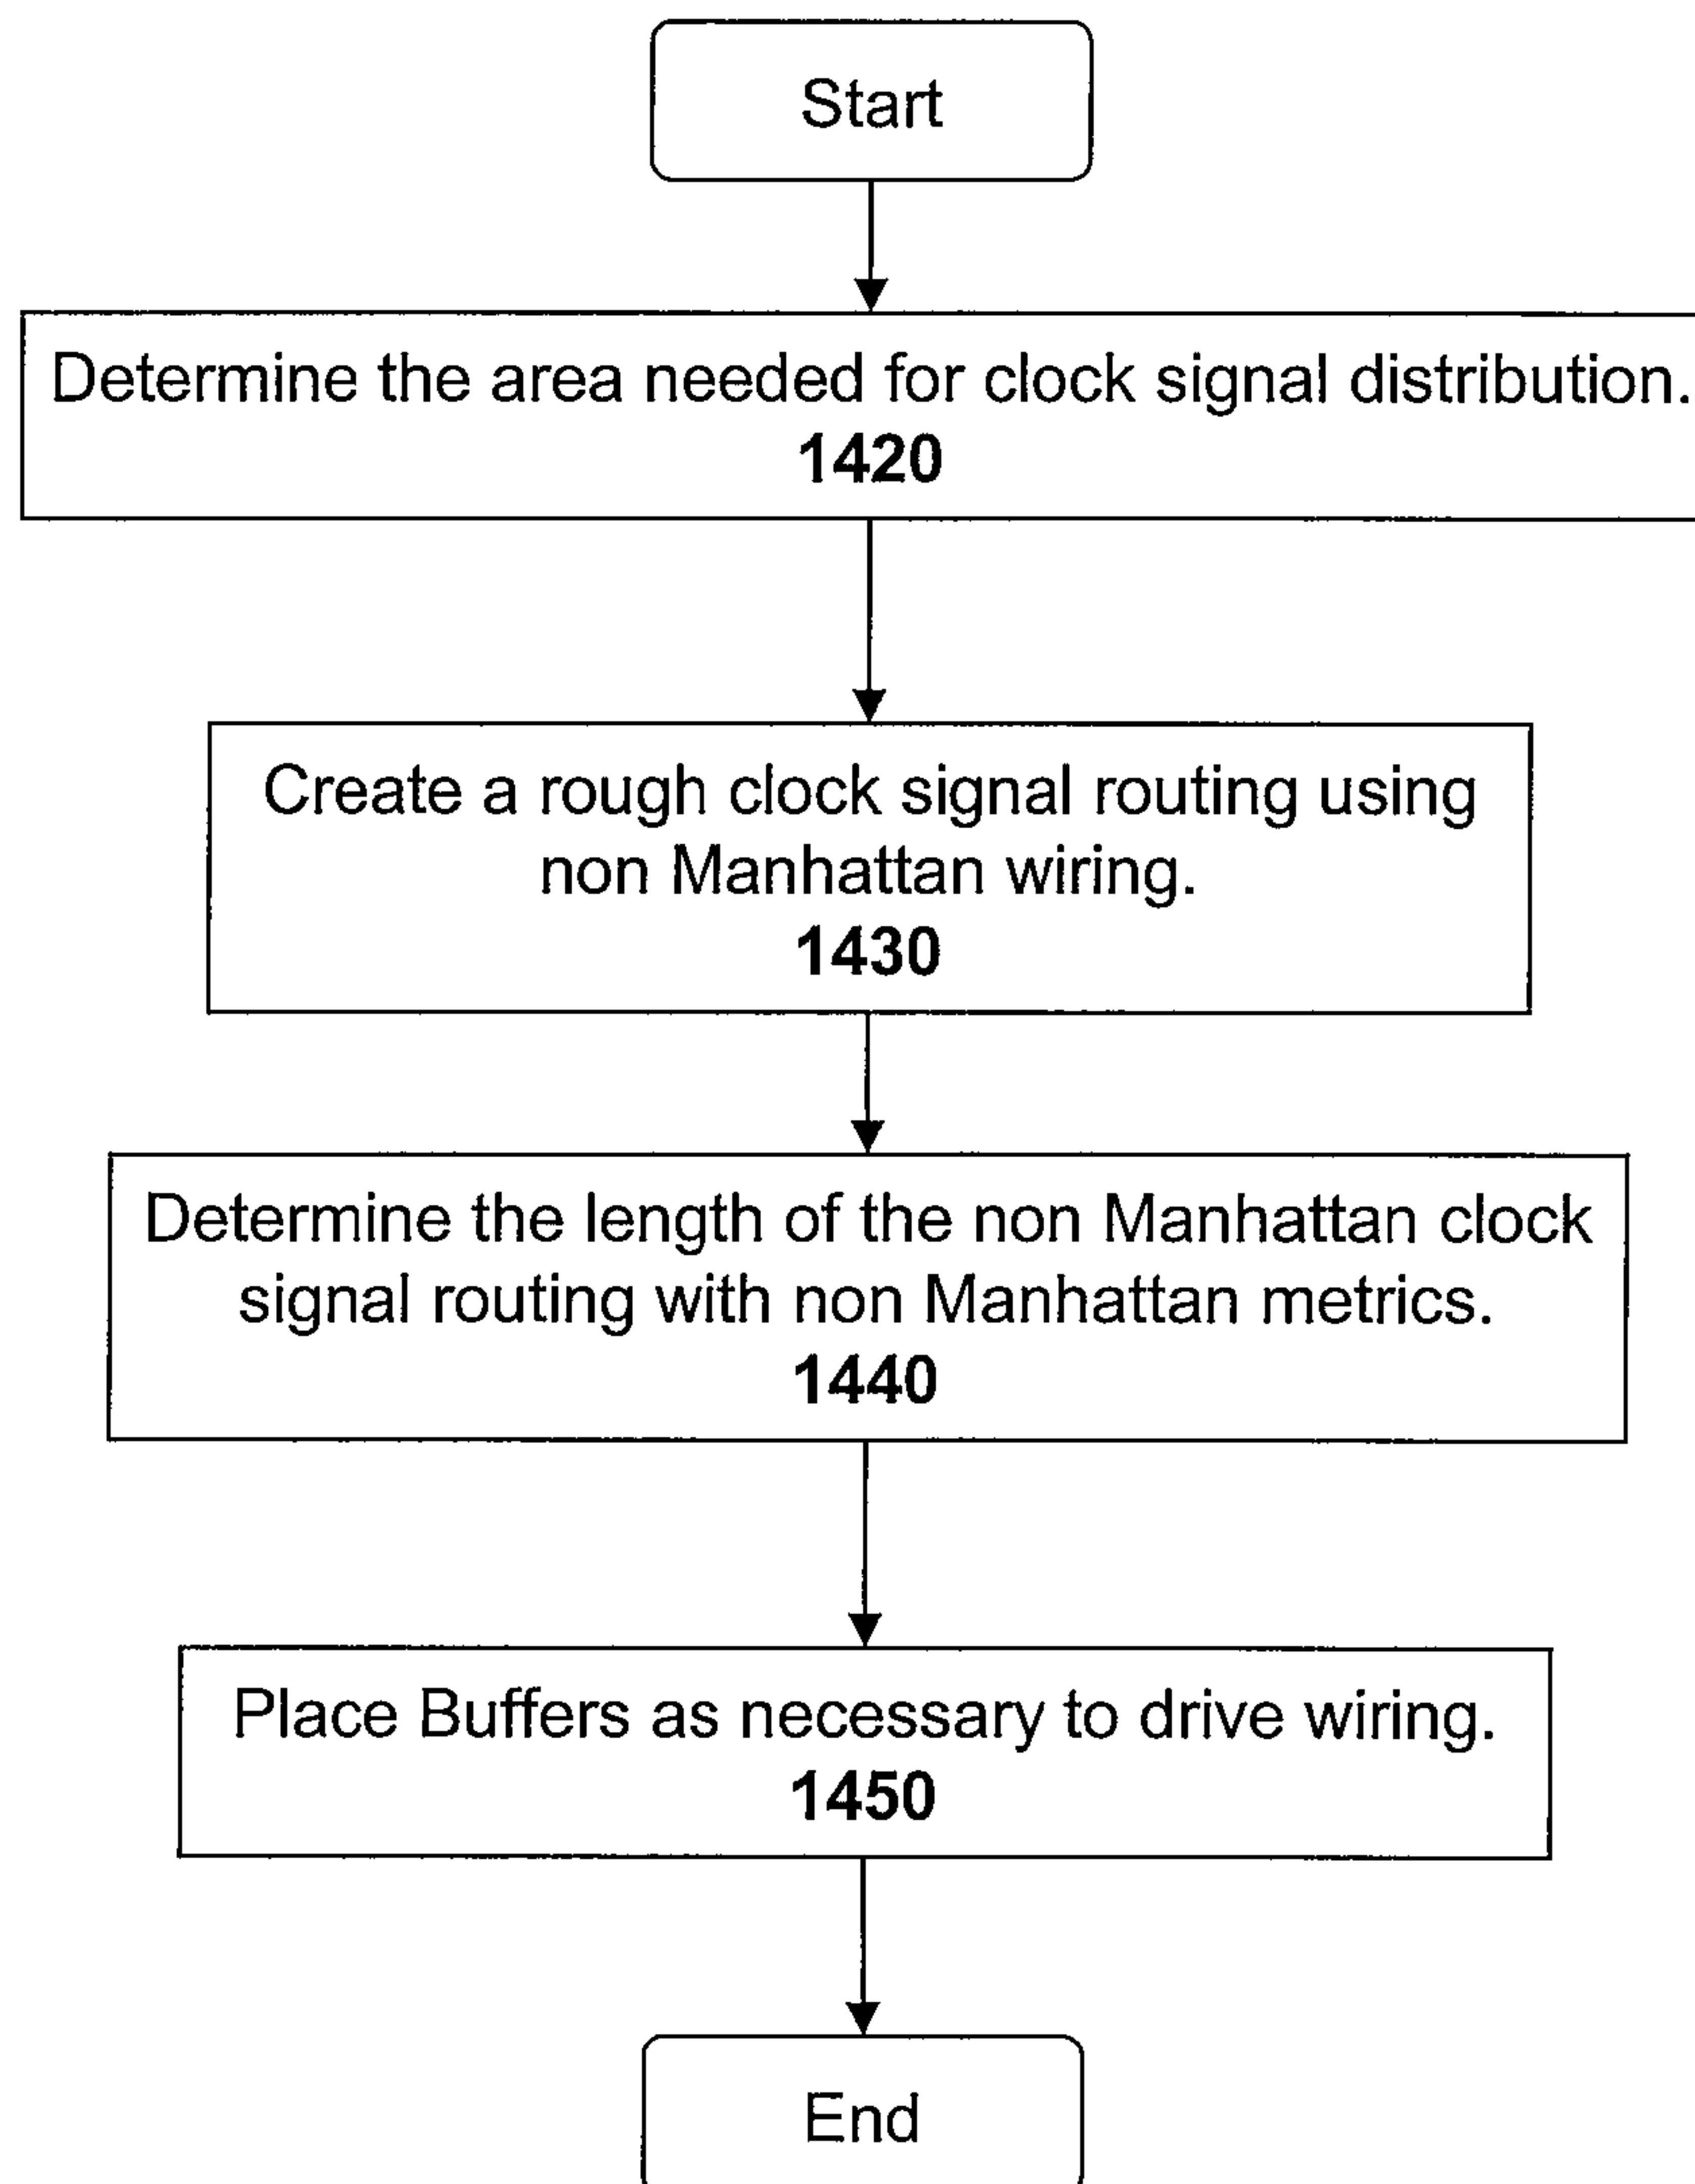 Start
Determine the area needed for clock signal distribution.
1420
Create a rough clock signal routing using
non Manhattan wiring.
1430
Determine the length of the non Manhattan clock
signal routing with non Manhattan metrics.
1440
Place Buffers as necessary to drive wiring.
1450
End